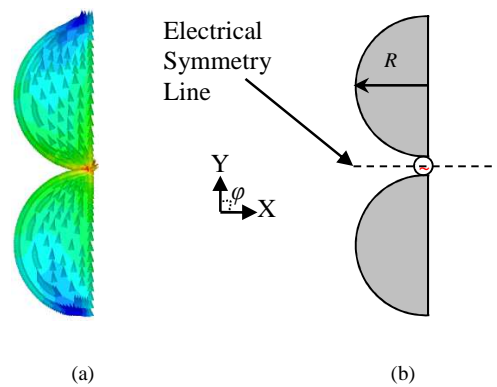 Electrical
Symmetry
Line
R
Y
φ
X
~
(a)
(b)